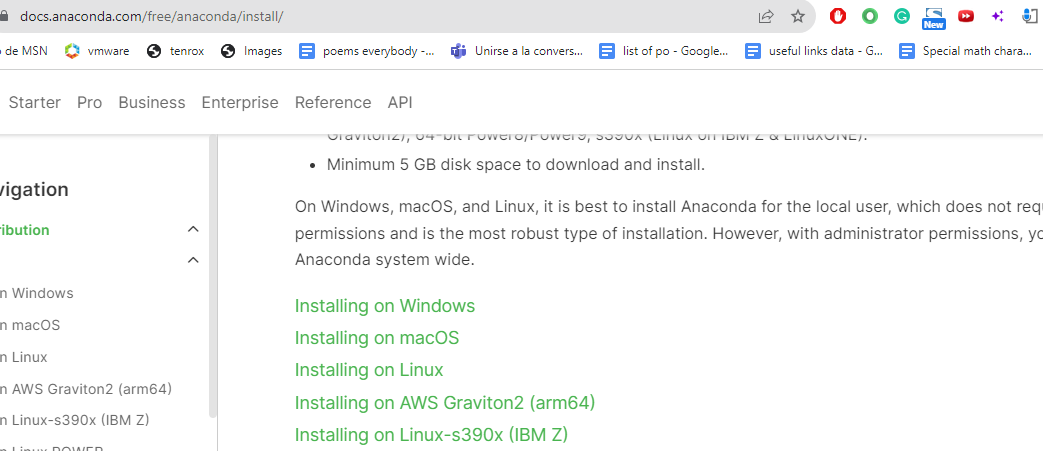 docs.anaconda.com/free/anaconda/install/
New
o de MSN vmware tenrox Images poems everybody -... Unirse a la convers... list of po - Google... useful links data - G... Special math chara...
Starter Pro Business Enterprise Reference API
Graviton2), 64-bit Power8/Power9, s390x (Linux on IBM Z & LinuxONE).
• Minimum 5 GB disk space to download and install.
vigation
On Windows, macOS, and Linux, it is best to install Anaconda for the local user, which does not requ
ribution
permissions and is the most robust type of installation. However, with administrator permissions, yo
Anaconda system wide.
n Windows
n macOS
n Linux
n AWS Graviton2 (arm64)
n Linux-s390x (IBM Z)
n Linux POWER
Installing on Windows
Installing on macOS
Installing on Linux
Installing on AWS Graviton2 (arm64)
Installing on Linux-s390x (IBM Z)